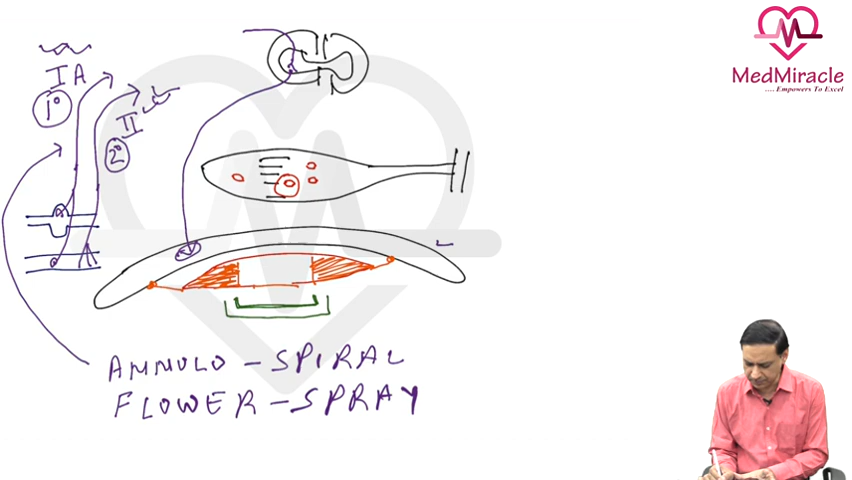 MedMiracle
.... Empowers To Excel
IA
1°
II
2°
ANNULO - SPIRAL
FLOWER - SPRAY